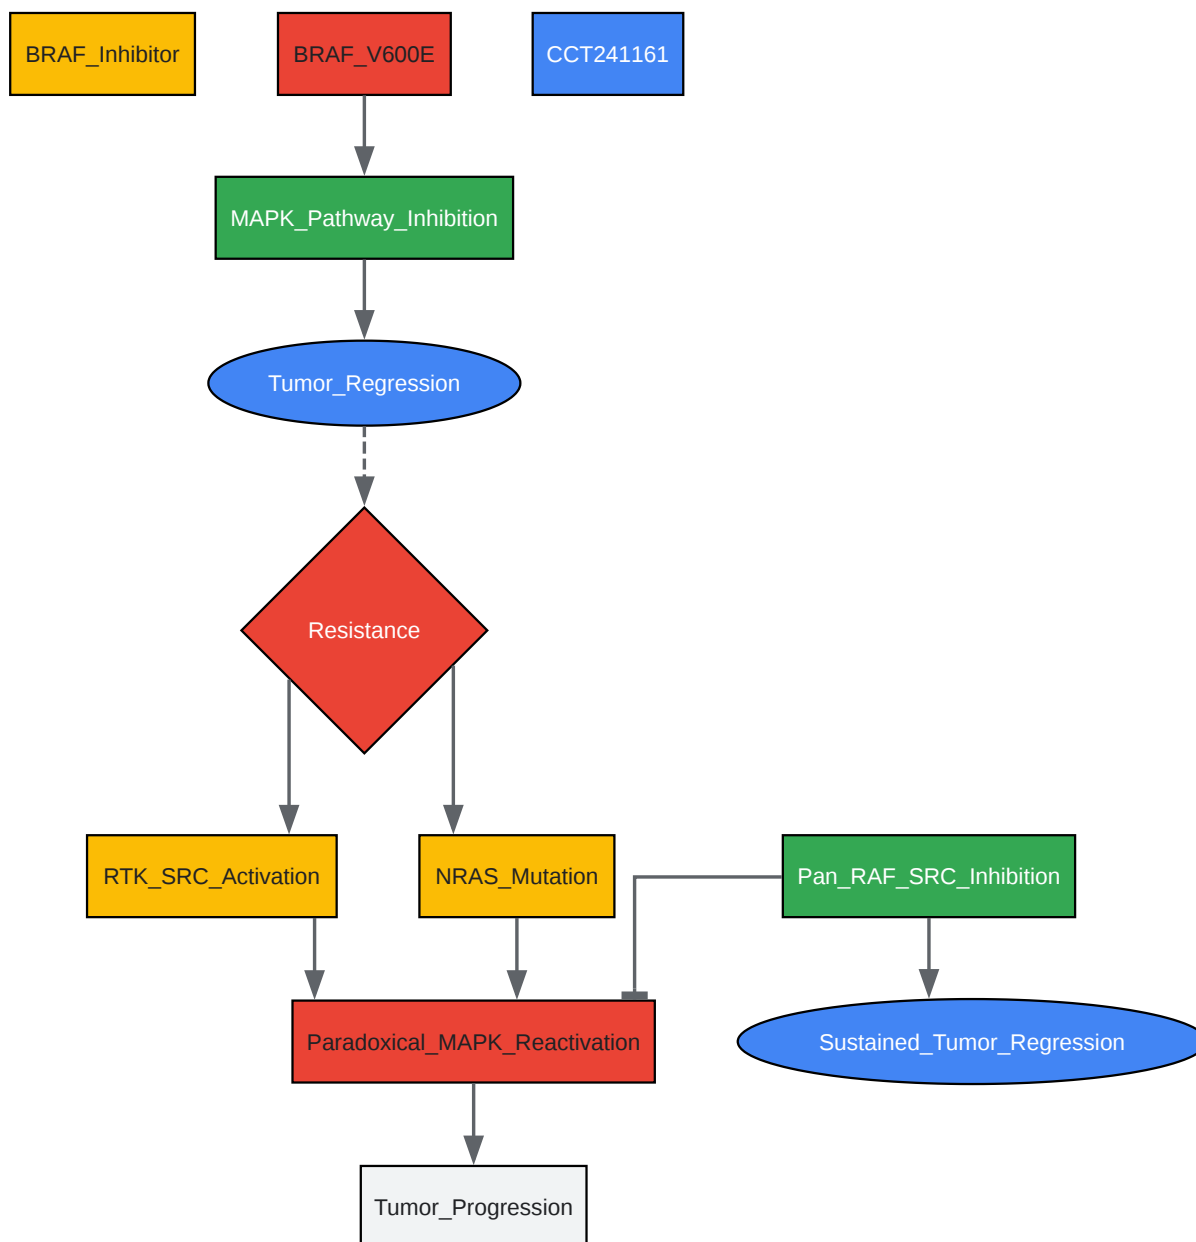 BRAF_Inhibitor
BRAF_V600E
CCT241161
MAPK_Pathway_Inhibition
Tumor_Regression
Resistance
RTK_SRC_Activation
NRAS_Mutation
Pan_RAF_SRC_Inhibition
Paradoxical_MAPK_Reactivation
Sustained_Tumor_Regression
Tumor_Progression